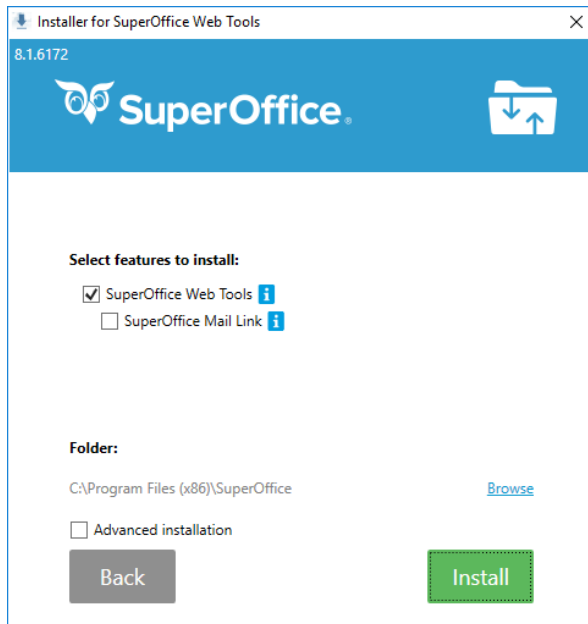 Installer for SuperOffice Web Tools
8.1.6172
SuperOffice®
Select features to install:
SuperOffice Web Tools
SuperOffice Mail Link
Folder:
C:\Program Files (x86)\SuperOffice Browse
Advanced installation
Back Install